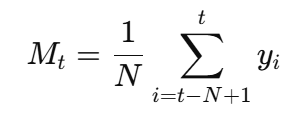 $M_t = \frac{1}{N} \sum_{i=t-N+1}^{t} y_i$